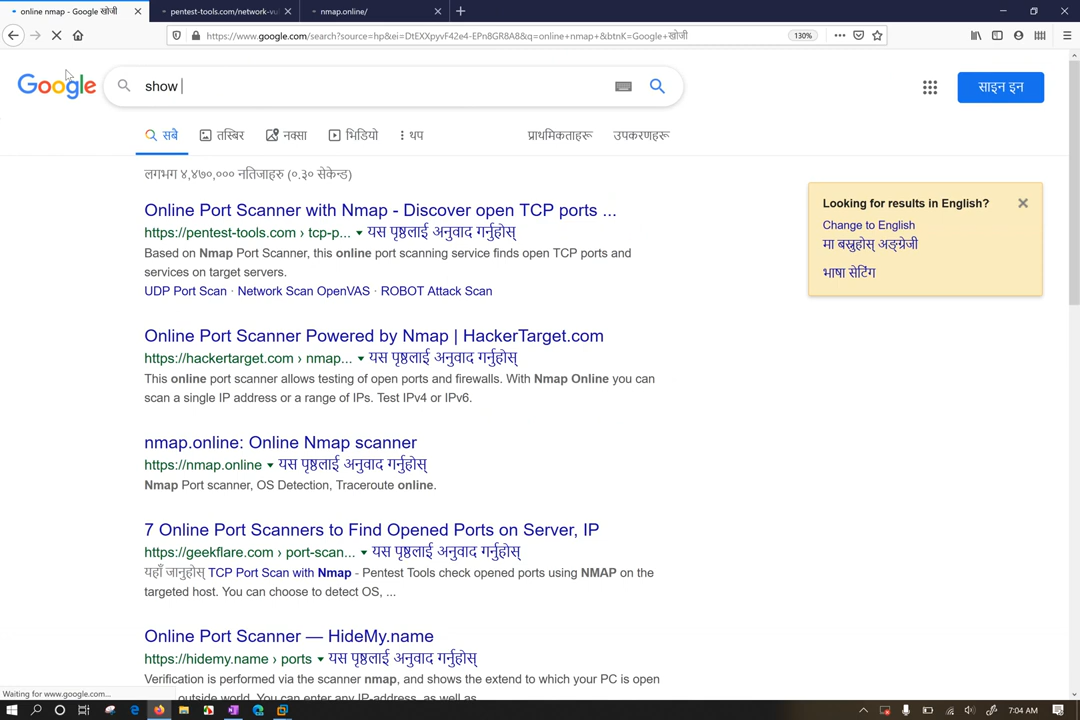 online nmap - Google खोजी
pentest-tools.com/network-vul
nmap.online/
https://www.google.com/search?source=hp&ei=DtEXXpyvF42e4-EPn8GR8A8&q=online+nmap+&btnK=Google+खोजी
130%
Google
show
साइन इन
सबै
तस्बिर
नक्सा
भिडियो
थप
प्राथमिकताहरू
उपकरणहरू
लगभग ४,४७०,००० नतिजाहरु (०.३० सेकेन्ड)
Online Port Scanner with Nmap - Discover open TCP ports ...
https://pentest-tools.com › tcp-p... ▾ यस पृष्ठलाई अनुवाद गर्नुहोस्
Based on Nmap Port Scanner, this online port scanning service finds open TCP ports and
services on target servers.
UDP Port Scan · Network Scan OpenVAS · ROBOT Attack Scan
Looking for results in English?
Change to English
मा बस्नुहोस् अङ्ग्रेजी
भाषा सेटिंग
Online Port Scanner Powered by Nmap | HackerTarget.com
https://hackertarget.com › nmap... ▾ यस पृष्ठलाई अनुवाद गर्नुहोस्
This online port scanner allows testing of open ports and firewalls. With Nmap Online you can
scan a single IP address or a range of IPs. Test IPv4 or IPv6.
nmap.online: Online Nmap scanner
https://nmap.online ▾ यस पृष्ठलाई अनुवाद गर्नुहोस्
Nmap Port scanner, OS Detection, Traceroute online.
7 Online Port Scanners to Find Opened Ports on Server, IP
https://geekflare.com › port-scan... ▾ यस पृष्ठलाई अनुवाद गर्नुहोस्
यहाँ जानुहोस् TCP Port Scan with Nmap - Pentest Tools check opened ports using NMAP on the
targeted host. You can choose to detect OS, ...
Online Port Scanner — HideMy.name
https://hidemy.name › ports ▾ यस पृष्ठलाई अनुवाद गर्नुहोस्
Verification is performed via the scanner nmap, and shows the extend to which your PC is open
outside world. You can enter any IP-address, as well as
Waiting for www.google.com...
7:04 AM